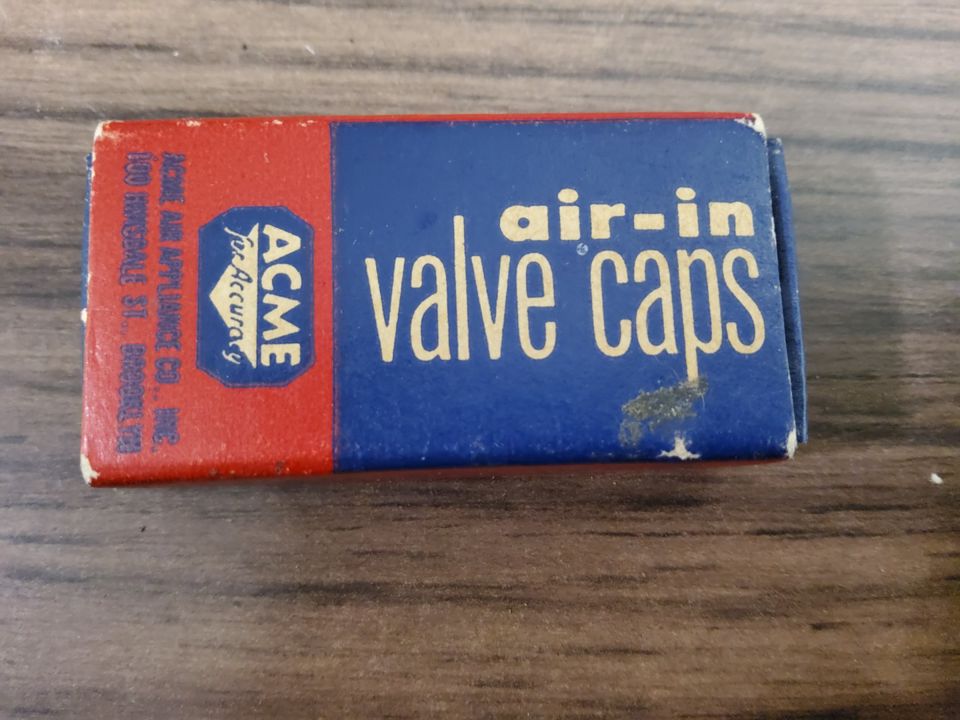 air-in
valve caps
ACME
for Accuracy
ACME AIR APPLIANCE CO., INC.
100 HINSDALE ST., BROOKLYN